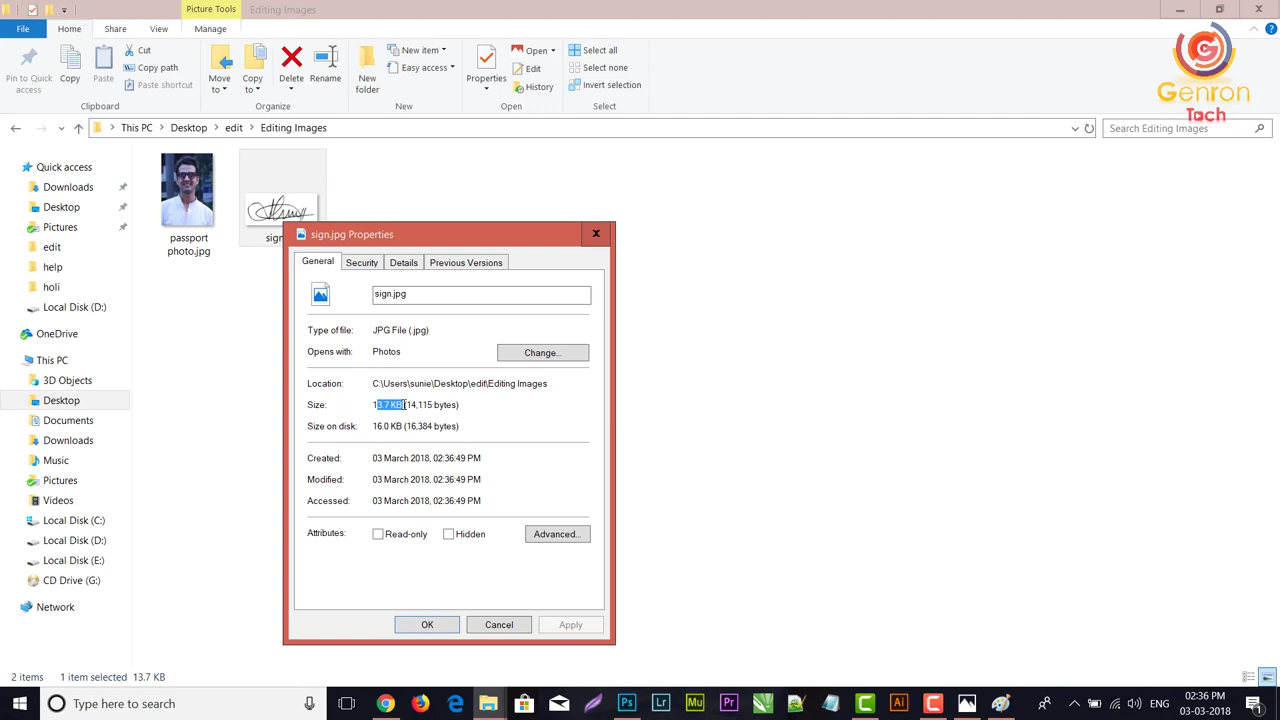 Picture Tools
Editing Images
File
Home
Share
View
Manage
Pin to Quick
access
Copy
Paste
Cut
Copy path
Paste shortcut
Clipboard
Move
to
Copy
to
Delete
Rename
Organize
New
folder
New item
Easy access
New
Properties
Open
Edit
History
Open
Select all
Select none
Invert selection
Select
Genron
Tech
This PC
Desktop
edit
Editing Images
Search Editing Images
Quick access
Downloads
Desktop
Pictures
edit
help
holi
Local Disk (D:)
OneDrive
This PC
3D Objects
Desktop
Documents
Downloads
Music
Pictures
Videos
Local Disk (C:)
Local Disk (D:)
Local Disk (E:)
CD Drive (G:)
Network
passport
photo.jpg
sign
sign.jpg Properties
General
Security
Details
Previous Versions
sign.jpg
Type of file: JPG File (.jpg)
Opens with: Photos
Change...
Location: C:\Users\sunie\Desktop\edit\Editing Images
Size: 13.7 KB (14,115 bytes)
Size on disk: 16.0 KB (16,384 bytes)
Created: 03 March 2018, 02:36:49 PM
Modified: 03 March 2018, 02:36:49 PM
Accessed: 03 March 2018, 02:36:49 PM
Attributes: Read-only Hidden
Advanced...
OK
Cancel
Apply
2 items 1 item selected 13.7 KB
Type here to search
Ps
Lr
Mu
Pr
Ai
ENG
02:36 PM
03-03-2018